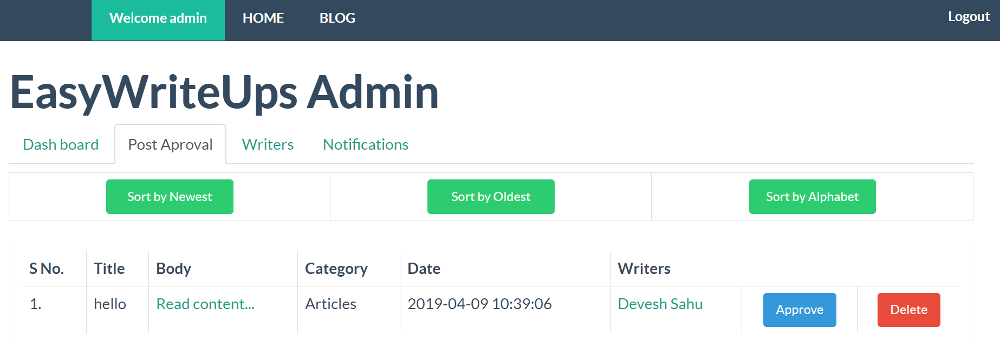 Welcome admin HOME BLOG Logout
EasyWriteUps Admin
Dash board Post Aproval Writers Notifications
Sort by Newest Sort by Oldest Sort by Alphabet
S No. Title Body Category Date Writers
1. hello Read content... Articles 2019-04-09 10:39:06 Devesh Sahu Approve Delete